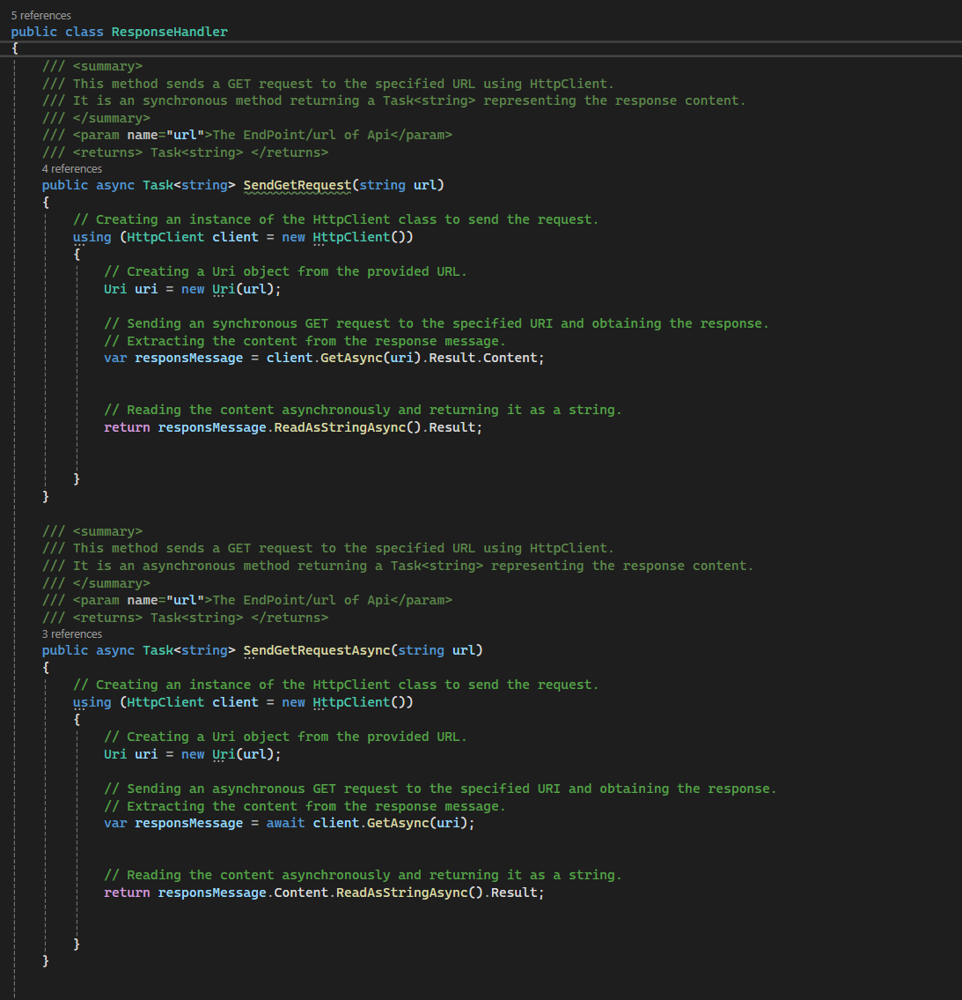 5 references
public class ResponseHandler
{
/// <summary>
/// This method sends a GET request to the specified URL using HttpClient.
/// It is an synchronous method returning a Task<string> representing the response content.
/// </summary>
/// <param name="url">The EndPoint/url of Api</param>
/// <returns> Task<string> </returns>
4 references
public async Task<string> SendGetRequest(string url)
{
// Creating an instance of the HttpClient class to send the request.
using (HttpClient client = new HttpClient())
{
// Creating a Uri object from the provided URL.
Uri uri = new Uri(url);
// Sending an synchronous GET request to the specified URI and obtaining the response.
// Extracting the content from the response message.
var responsMessage = client.GetAsync(uri).Result.Content;
// Reading the content asynchronously and returning it as a string.
return responsMessage.ReadAsStringAsync().Result;
}
}
/// <summary>
/// This method sends a GET request to the specified URL using HttpClient.
/// It is an asynchronous method returning a Task<string> representing the response content.
/// </summary>
/// <param name="url">The EndPoint/url of Api</param>
/// <returns> Task<string> </returns>
3 references
public async Task<string> SendGetRequestAsync(string url)
{
// Creating an instance of the HttpClient class to send the request.
using (HttpClient client = new HttpClient())
{
// Creating a Uri object from the provided URL.
Uri uri = new Uri(url);
// Sending an asynchronous GET request to the specified URI and obtaining the response.
// Extracting the content from the response message.
var responsMessage = await client.GetAsync(uri);
// Reading the content asynchronously and returning it as a string.
return responsMessage.Content.ReadAsStringAsync().Result;
}
}